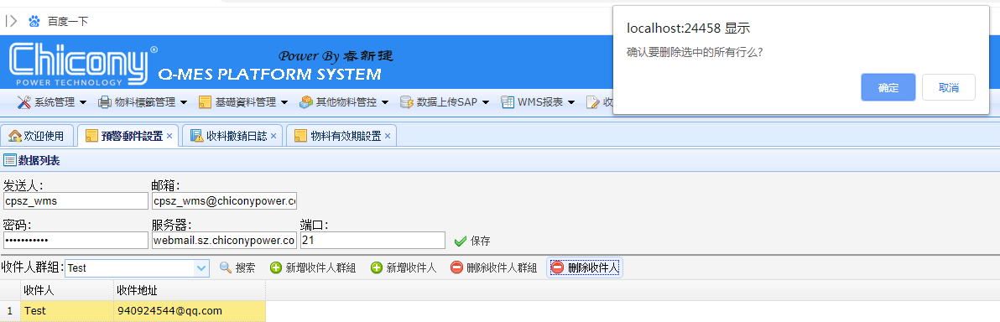 百度一下
localhost:24458 显示
确认要删除选中的所有行么?
确定 取消
Chicony®
POWER TECHNOLOGY
Power By 睿新捷
Q-MES PLATFORM SYSTEM
系统管理 物料標籤管理 基礎資料管理 其他物料管控 数据上传SAP WMS报表 收
欢迎使用 預警郵件設置 × 收料撤銷日誌 × 物料有效期設置 ×
数据列表
发送人： 邮箱：
cpsz_wms cpsz_wms@chiconypower.co
密码： 服务器： 端口：
••••••••••• webmail.sz.chiconypower.co 21 保存
收件人群組： Test 搜索 新增收件人群組 新增收件人 刪除收件人群組 刪除收件人
收件人 收件地址
1 Test 940924544@qq.com